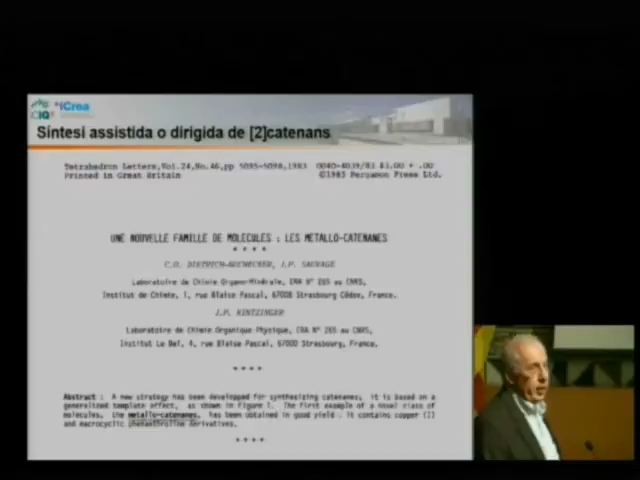 ICIQ
iCrea
Síntesi assistida o dirigida de [2]catenans
Tetrahedron Letters,Vol.24,No.46,pp 5095-5098,1983 0040-4039/83 $3.00 + .00
Printed in Great Britain ©1983 Pergamon Press Ltd.
UNE NOUVELLE FAMILLE DE MOLECULES : LES METALLO-CATENANES
* * * *
C.O. DIETRICH-BUCHECKER, J.P. SAUVAGE
Laboratoire de Chimie Organo-Minérale, ERA N° 265 au CNRS,
Institut de Chimie, 1, rue Blaise Pascal, 67008 Strasbourg Cédex, France.
J.P. KINTZINGER
Laboratoire de Chimie Organique Physique, ERA N° 265 au CNRS,
Institut Le Bel, 4, rue Blaise Pascal, 67000 Strasbourg, France.
* * * *
Abstract : A new strategy has been developped for synthesizing catenanes; it is based on a
generalized template effect, as shown in Figure 1. The first example of a novel class of
molecules, the metallo-catenanes, has been obtained in good yield : it contains copper (I)
and macrocyclic phenanthroline derivatives.
* * * *